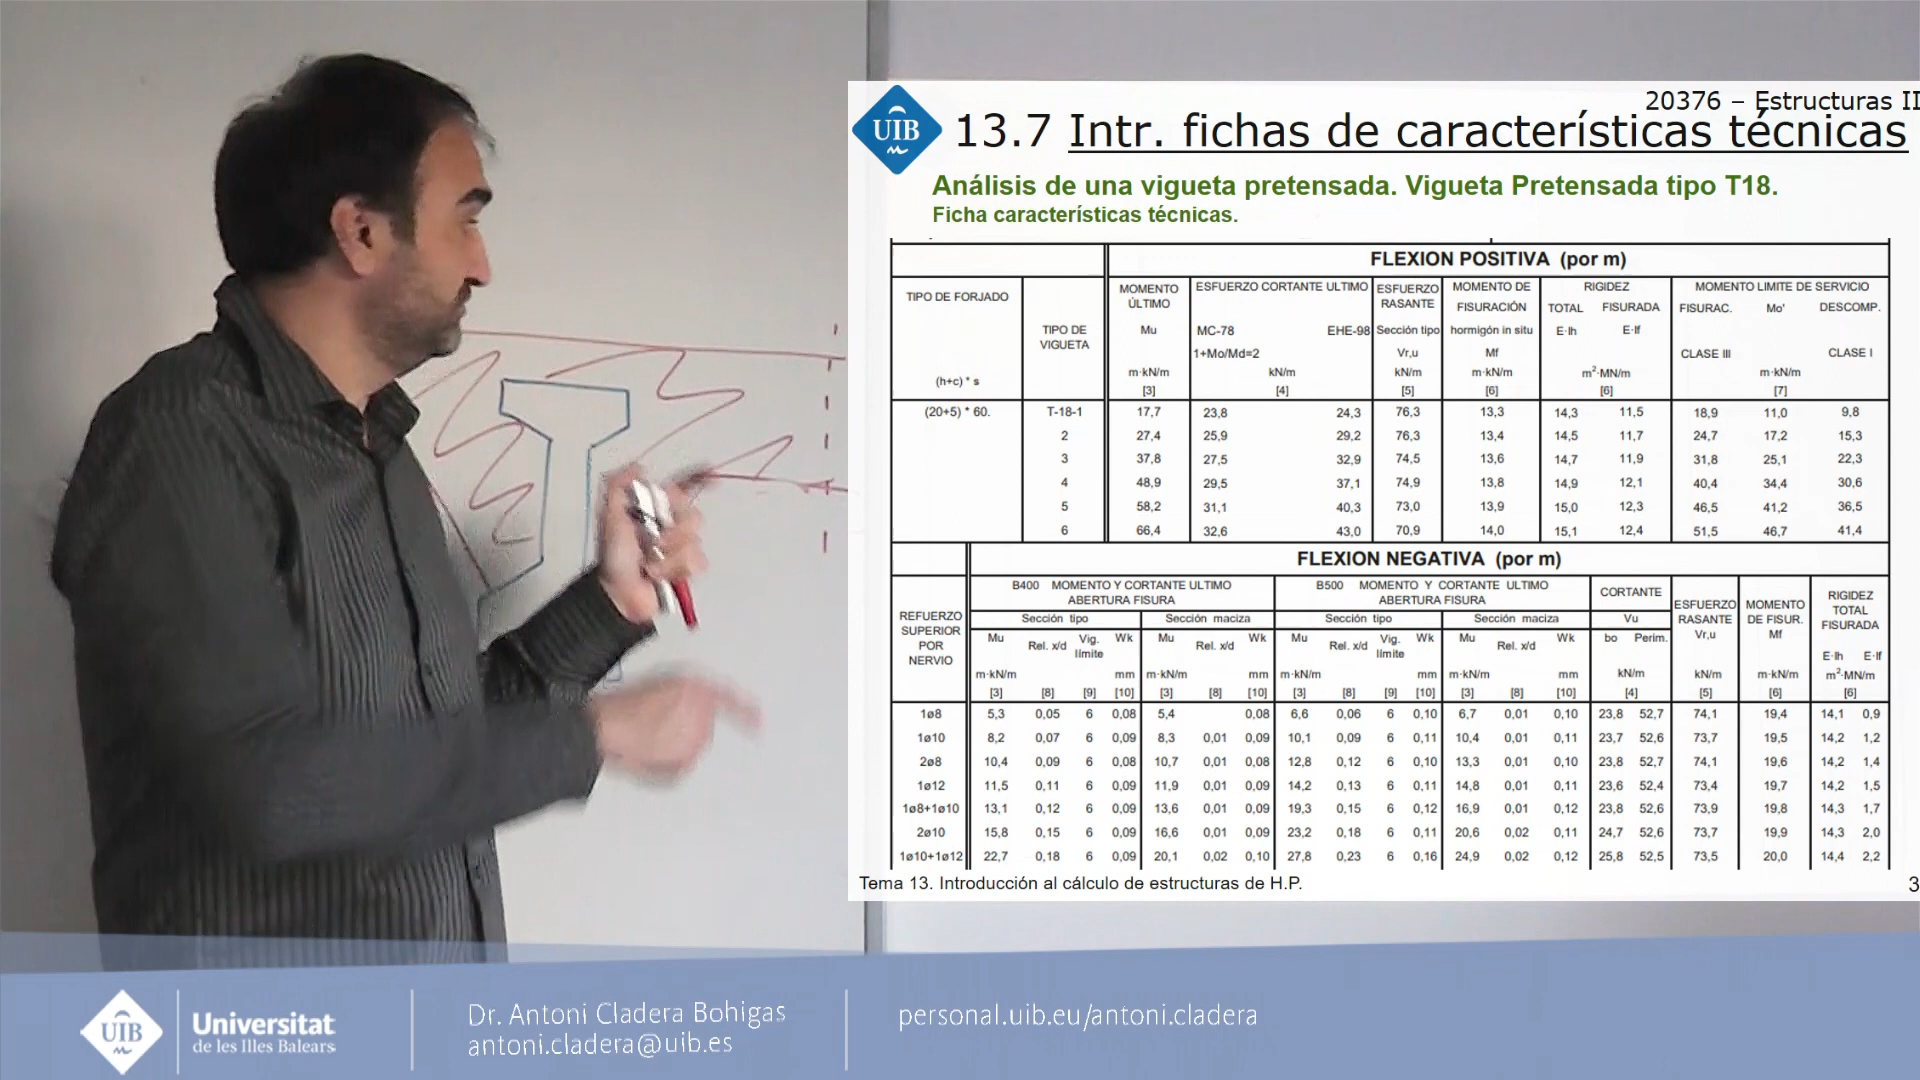 20376 – Estructuras II
UIB
13.7 Intr. fichas de características técnicas
Análisis de una vigueta pretensada. Vigueta Pretensada tipo T18.
Ficha características técnicas.
FLEXION POSITIVA (por m)
TIPO DE FORJADO TIPO DE VIGUETA MOMENTO ÚLTIMO ESFUERZO CORTANTE ULTIMO ESFUERZO RASANTE MOMENTO DE FISURACIÓN RIGIDEZ MOMENTO LIMITE DE SERVICIO
TOTAL FISURADA FISURAC. Mo' DESCOMP.
Mu MC-78 EHE-98 Sección tipo hormigón in situ E·Ih E·If
1+Mo/Md=2 Vr,u Mf CLASE III CLASE I
(h+c) * s m·kN/m kN/m kN/m m·kN/m m²·MN/m m·kN/m
[3] [4] [5] [6] [6] [7]
(20+5) * 60. T-18-1 17,7 23,8 24,3 76,3 13,3 14,3 11,5 18,9 11,0 9,8
2 27,4 25,9 29,2 76,3 13,4 14,5 11,7 24,7 17,2 15,3
3 37,8 27,5 32,9 74,5 13,6 14,7 11,9 31,8 25,1 22,3
4 48,9 29,5 37,1 74,9 13,8 14,9 12,1 40,4 34,4 30,6
5 58,2 31,1 40,3 73,0 13,9 15,0 12,3 46,5 41,2 36,5
6 66,4 32,6 43,0 70,9 14,0 15,1 12,4 51,5 46,7 41,4
FLEXION NEGATIVA (por m)
REFUERZO SUPERIOR POR NERVIO B400 MOMENTO Y CORTANTE ULTIMO ABERTURA FISURA B500 MOMENTO Y CORTANTE ULTIMO ABERTURA FISURA CORTANTE ESFUERZO RASANTE MOMENTO DE FISUR. RIGIDEZ TOTAL FISURADA
Sección tipo Sección maciza Sección tipo Sección maciza Vu Vr,u Mf
Mu Rel. x/d Vig. límite Wk Mu Rel. x/d Wk Mu Rel. x/d Vig. límite Wk Mu Rel. x/d Wk bo Perim. E·Ih E·If
m·kN/m mm m·kN/m mm m·kN/m mm m·kN/m mm kN/m kN/m m·kN/m m²·MN/m
[3] [8] [9] [10] [3] [8] [10] [3] [8] [9] [10] [3] [8] [10] [4] [5] [6] [6]
1ø8 5,3 0,05 6 0,08 5,4 0,08 6,6 0,06 6 0,10 6,7 0,01 0,10 23,8 52,7 74,1 19,4 14,1 0,9
1ø10 8,2 0,07 6 0,09 8,3 0,01 0,09 10,1 0,09 6 0,11 10,4 0,01 0,11 23,7 52,6 73,7 19,5 14,2 1,2
2ø8 10,4 0,09 6 0,08 10,7 0,01 0,08 12,8 0,12 6 0,10 13,3 0,01 0,10 23,8 52,7 74,1 19,6 14,2 1,4
1ø12 11,5 0,11 6 0,09 11,9 0,01 0,09 14,2 0,13 6 0,11 14,8 0,01 0,11 23,6 52,4 73,4 19,7 14,2 1,5
1ø8+1ø10 13,1 0,12 6 0,09 13,6 0,01 0,09 19,3 0,15 6 0,12 16,9 0,01 0,12 23,8 52,6 73,9 19,8 14,3 1,7
2ø10 15,8 0,15 6 0,09 16,6 0,01 0,09 23,2 0,18 6 0,11 20,6 0,02 0,11 24,7 52,6 73,7 19,9 14,3 2,0
1ø10+1ø12 22,7 0,18 6 0,09 20,1 0,02 0,10 27,8 0,23 6 0,16 24,9 0,02 0,12 25,8 52,5 73,5 20,0 14,4 2,2
Tema 13. Introducción al cálculo de estructuras de H.P.
3
UIB
Universitat
de les Illes Balears
Dr. Antoni Cladera Bohigas
antoni.cladera@uib.es
personal.uib.eu/antoni.cladera